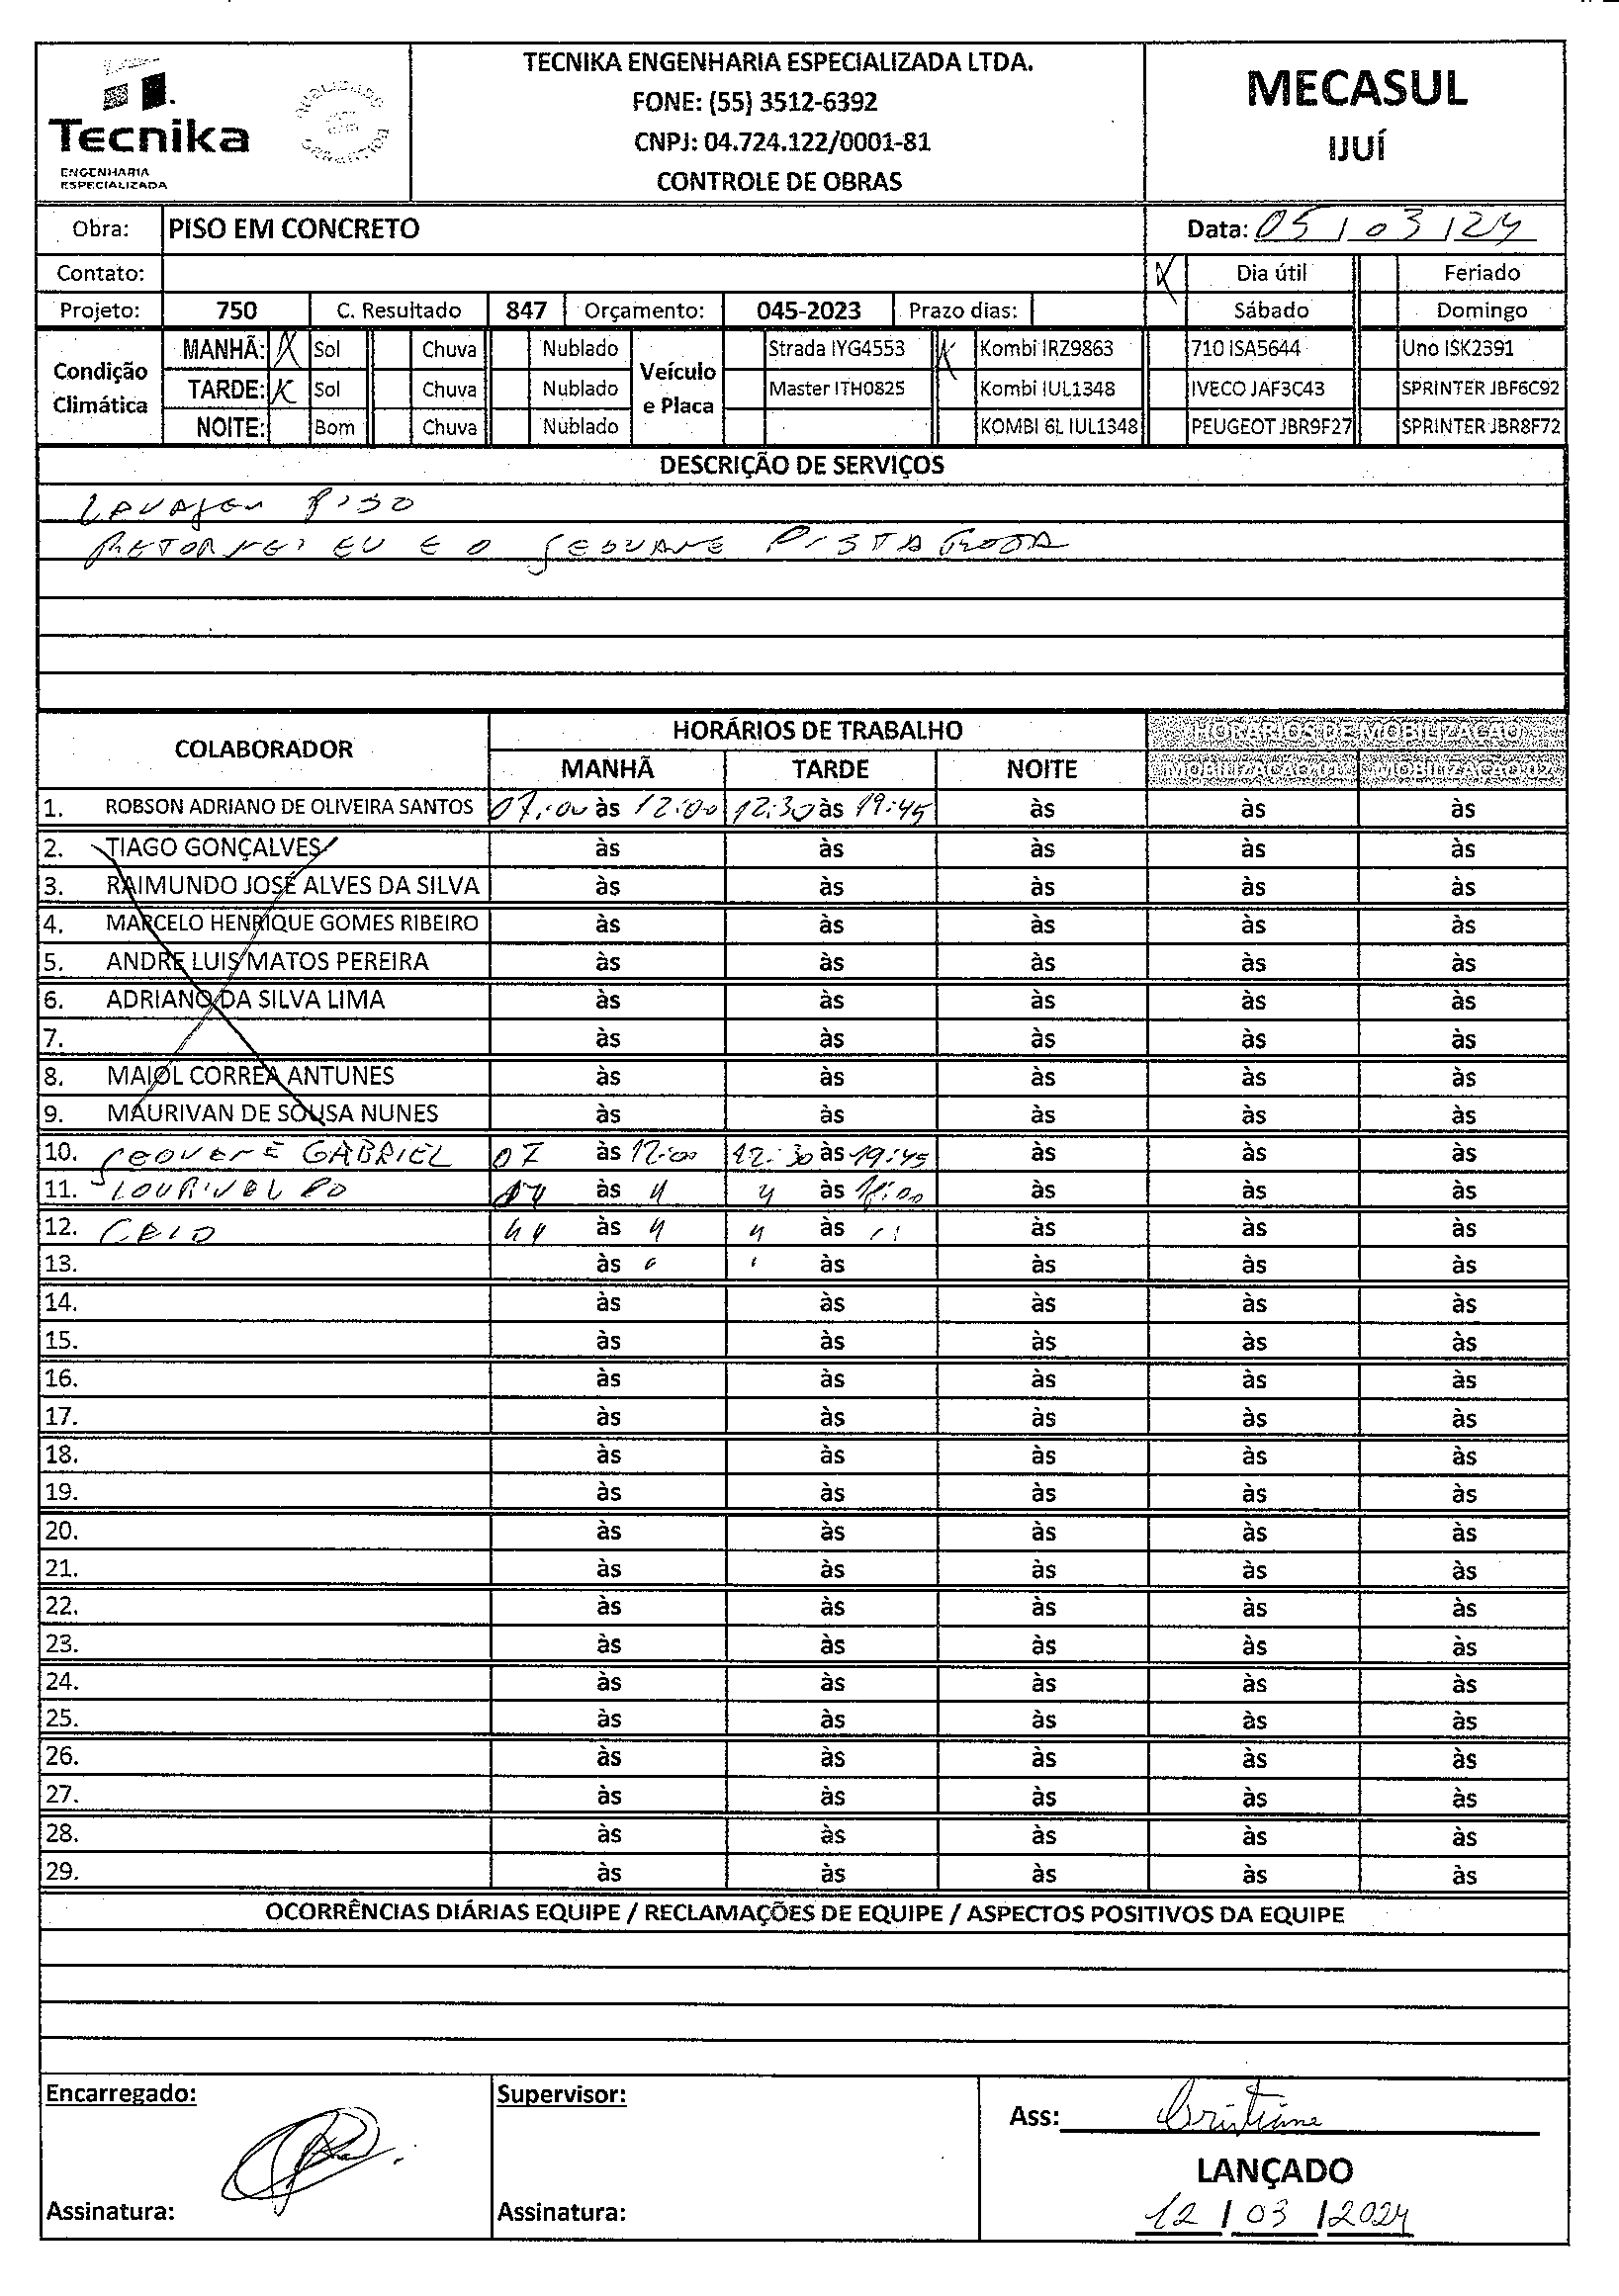 Tecnika
ENGENHARIA
ESPECIALIZADA
TECNIKA ENGENHARIA ESPECIALIZADA LTDA.
FONE: (55) 3512-6392
CNPJ: 04.724.122/0001-81
CONTROLE DE OBRAS
MECASUL
IJUÍ
Obra: PISO EM CONCRETO Data: 05/03/24
Contato: X Dia útil Feriado
Projeto: 750 C. Resultado 847 Orçamento: 045-2023 Prazo dias: Sábado Domingo
Condição Climática
MANHÃ: X Sol Chuva Nublado
TARDE: X Sol Chuva Nublado
NOITE: Bom Chuva Nublado
Veículo e Placa
Strada IYG4553 X Kombi IRZ9863 710 ISA5644 Uno ISK2391
Master ITH0825 Kombi IUL1348 IVECO JAF3C43 SPRINTER JBF6C92
KOMBI 6L IUL1348 PEUGEOT JBR9F27 SPRINTER JBR8F72
DESCRIÇÃO DE SERVIÇOS
LAVAGEM PISO
RETORNEI EU E O
COLABORADOR HORÁRIOS DE TRABALHO HORÁRIOS DE MOBILIZAÇÃO
MANHÃ TARDE NOITE MOBILIZAÇÃO 01 MOBILIZAÇÃO 02
1. ROBSON ADRIANO DE OLIVEIRA SANTOS 07:00 às 12:00 12:30 às 19:45 às às às
2. TIAGO GONÇALVES às às às às às
3. RAIMUNDO JOSÉ ALVES DA SILVA às às às às às
4. MARCELO HENRIQUE GOMES RIBEIRO às às às às às
5. ANDRE LUIS MATOS PEREIRA às às às às às
6. ADRIANO DA SILVA LIMA às às às às às
7. às às às às às
8. MAIOL CORREA ANTUNES às às às às às
9. MAURIVAN DE SOUSA NUNES às às às às às
10. GABRIEL 07 às 12:00 12:30 às 19:45 às às às
11. às 〃 〃 às às às às
12. 〃 às 〃 〃 às 〃 às às às
13. às às às às às
14. às às às às às
15. às às às às às
16. às às às às às
17. às às às às às
18. às às às às às
19. às às às às às
20. às às às às às
21. às às às às às
22. às às às às às
23. às às às às às
24. às às às às às
25. às às às às às
26. às às às às às
27. às às às às às
28. às às às às às
29. às às às às às
OCORRÊNCIAS DIÁRIAS EQUIPE / RECLAMAÇÕES DE EQUIPE / ASPECTOS POSITIVOS DA EQUIPE
Encarregado: Supervisor:
Ass: Cristiane
LANÇADO
Assinatura: Assinatura:
12/03/2024